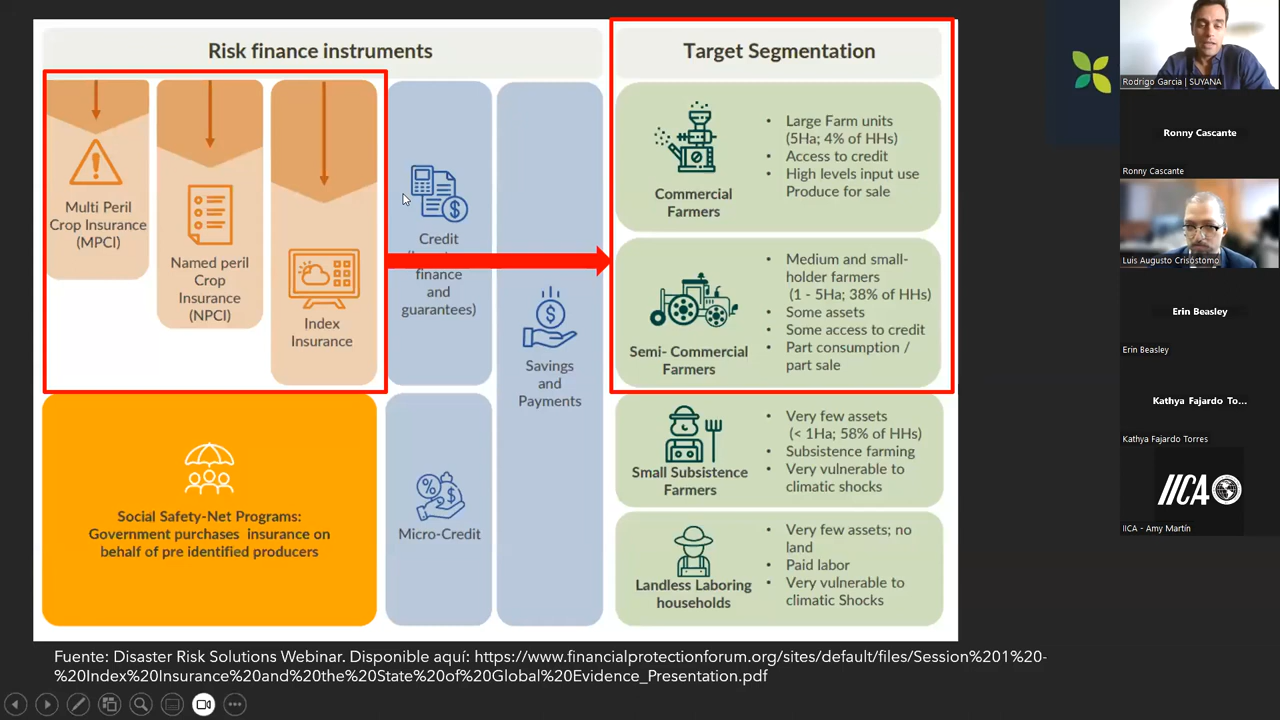 Risk finance instruments
Multi Peril
Crop Insurance
(MPCI)
Named peril
Crop
Insurance
(NPCI)
Index
Insurance
Credit
finance
and
guarantees)
Savings
and
Payments
Social Safety-Net Programs:
Government purchases insurance on
behalf of pre identified producers
Micro-Credit
Target Segmentation
Commercial
Farmers
• Large Farm units
(5Ha; 4% of HHs)
• Access to credit
• High levels input use
Produce for sale
Semi- Commercial
Farmers
• Medium and small-
holder farmers
(1 - 5Ha; 38% of HHs)
• Some assets
• Some access to credit
• Part consumption /
part sale
Small Subsistence
Farmers
• Very few assets
(< 1Ha; 58% of HHs)
• Subsistence farming
• Very vulnerable to
climatic shocks
Landless Laboring
households
• Very few assets; no
land
• Paid labor
• Very vulnerable to
climatic Shocks
Fuente: Disaster Risk Solutions Webinar. Disponible aquí: https://www.financialprotectionforum.org/sites/default/files/Session%201%20-
%20Index%20Insurance%20and%20the%20State%20of%20Global%20Evidence_Presentation.pdf
Rodrigo Garcia | SUYANA
Ronny Cascante
Ronny Cascante
Luis Augusto Crisóstomo
Erin Beasley
Erin Beasley
Kathya Fajardo To...
Kathya Fajardo Torres
IICA
IICA - Amy Martín